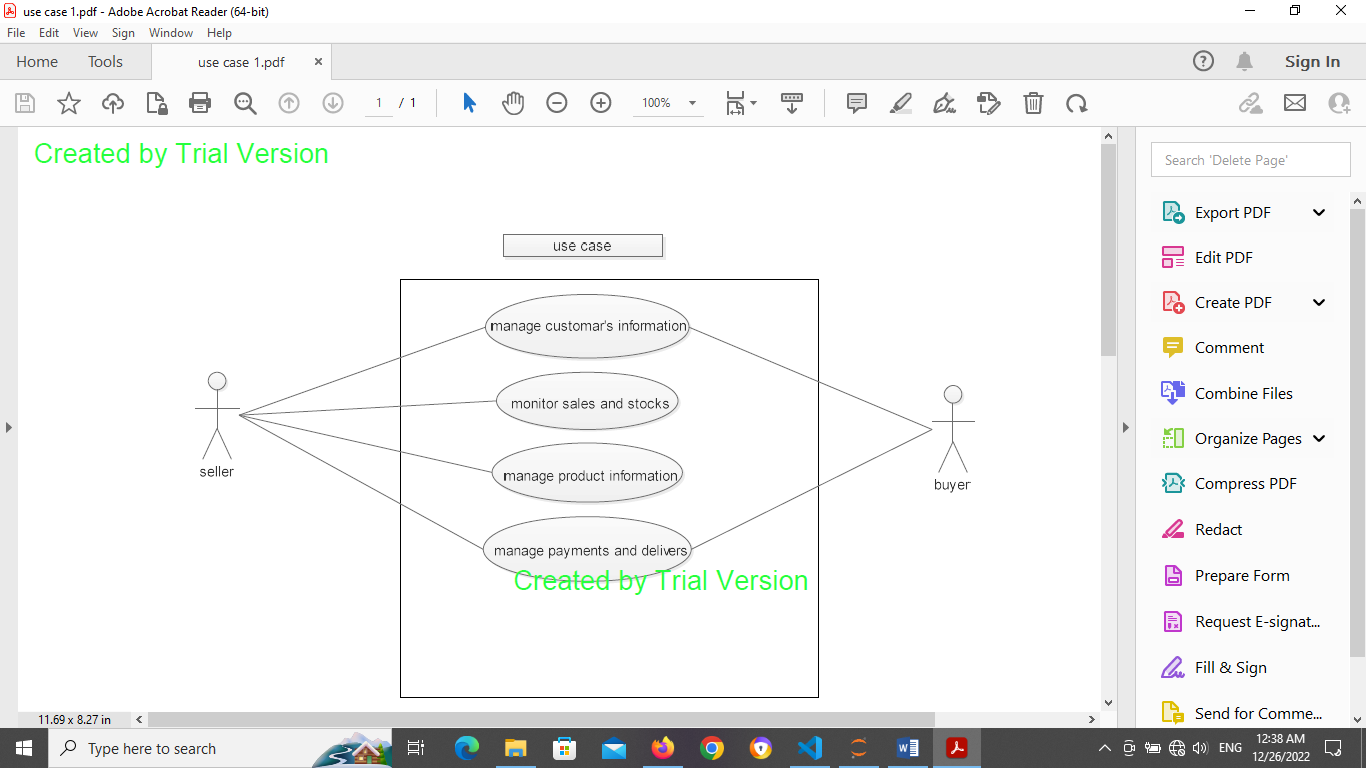 use case 1.pdf - Adobe Acrobat Reader (64-bit)
File Edit View Sign Window Help
Home Tools use case 1.pdf × Sign In
1 / 1 100%
Created by Trial Version
Search 'Delete Page'
Export PDF
Edit PDF
Create PDF
Comment
Combine Files
Organize Pages
Compress PDF
Redact
Prepare Form
Request E-signat...
Fill & Sign
Send for Comme...
use case
manage customar's information
monitor sales and stocks
manage product information
manage payments and delivers
Created by Trial Version
seller
buyer
11.69 x 8.27 in
Type here to search
ENG
12:38 AM
12/26/2022